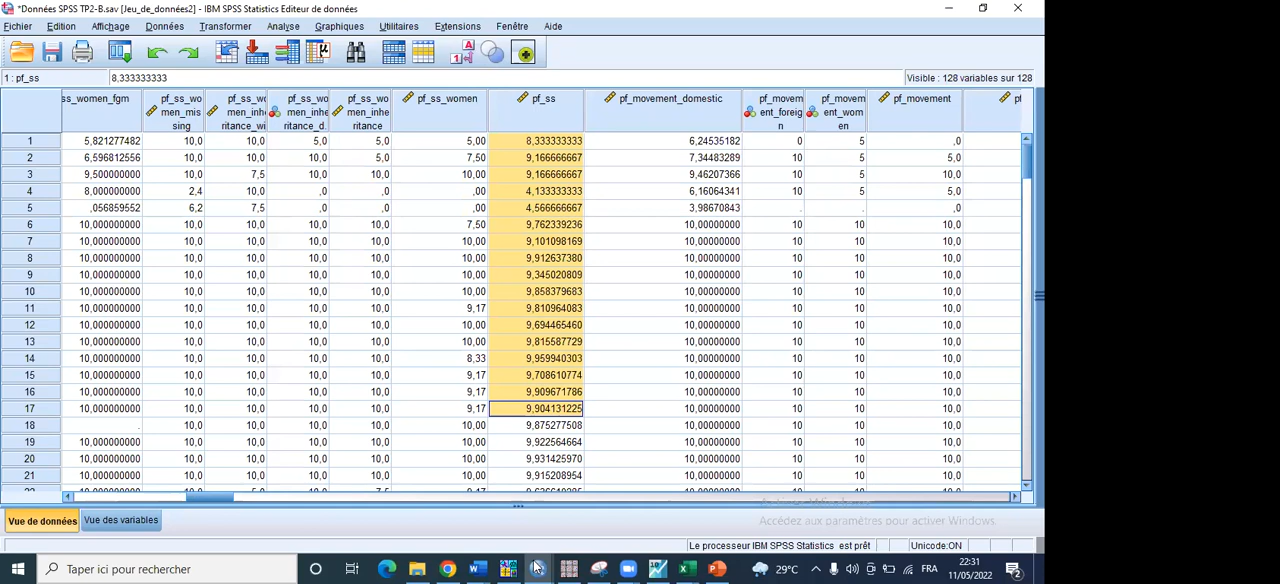 *Données SPSS TP2-B.sav [Jeu_de_données2] - IBM SPSS Statistics Editeur de données
Fichier Edition Affichage Données Transformer Analyse Graphiques Utilitaires Extensions Fenêtre Aide
1 : pf_ss 8,333333333 Visible : 128 variables sur 128
ss_women_fgm pf_ss_wo pf_ss_wo pf_ss_wo pf_ss_wo pf_ss_women pf_ss pf_movement_domestic pf_movem pf_movem pf_movement
men_mis men_inhe men_inhe men_inhe ent_foreig ent_wom
sing ritance_wi ritance_d. ritance n en
1 5,821277482 10,0 10,0 5,0 5,0 5,00 8,333333333 6,24535182 0 5 ,0
2 6,596812556 10,0 10,0 10,0 5,0 7,50 9,166666667 7,34483289 10 5 5,0
3 9,500000000 10,0 7,5 10,0 10,0 10,00 9,166666667 9,46207366 10 5 10,0
4 8,000000000 2,4 10,0 ,0 ,0 ,00 4,133333333 6,16064341 10 5 5,0
5 ,056859552 6,2 7,5 ,0 ,0 ,00 4,566666667 3,98670843 . . ,0
6 10,000000000 10,0 10,0 10,0 10,0 7,50 9,762339236 10,00000000 10 10 10,0
7 10,000000000 10,0 10,0 10,0 10,0 10,00 9,101098169 10,00000000 10 10 10,0
8 10,000000000 10,0 10,0 10,0 10,0 10,00 9,912637380 10,00000000 10 10 10,0
9 10,000000000 10,0 10,0 10,0 10,0 10,00 9,345020809 10,00000000 10 10 10,0
10 10,000000000 10,0 10,0 10,0 10,0 10,00 9,858379683 10,00000000 10 10 10,0
11 10,000000000 10,0 10,0 10,0 10,0 9,17 9,810964083 10,00000000 10 10 10,0
12 10,000000000 10,0 10,0 10,0 10,0 10,00 9,694465460 10,00000000 10 10 10,0
13 10,000000000 10,0 10,0 10,0 10,0 10,00 9,815587729 10,00000000 10 10 10,0
14 10,000000000 10,0 10,0 10,0 10,0 8,33 9,959940303 10,00000000 10 10 10,0
15 10,000000000 10,0 10,0 10,0 10,0 9,17 9,708610774 10,00000000 10 10 10,0
16 10,000000000 10,0 10,0 10,0 10,0 9,17 9,909671786 10,00000000 10 10 10,0
17 10,000000000 10,0 10,0 10,0 10,0 9,17 9,904131225 10,00000000 10 10 10,0
18 . 10,0 10,0 10,0 10,0 10,00 9,875277508 10,00000000 10 10 10,0
19 10,000000000 10,0 10,0 10,0 10,0 10,00 9,922564664 10,00000000 10 10 10,0
20 10,000000000 10,0 10,0 10,0 10,0 10,00 9,931425970 10,00000000 10 10 10,0
21 10,000000000 10,0 10,0 10,0 10,0 10,00 9,915208954 10,00000000 10 10 10,0
Accédez aux paramètres pour activer Windows.
Vue de données Vue des variables
Le processeur IBM SPSS Statistics est prêt Unicode:ON
Taper ici pour rechercher 29°C FRA 22:31
11/05/2022 2